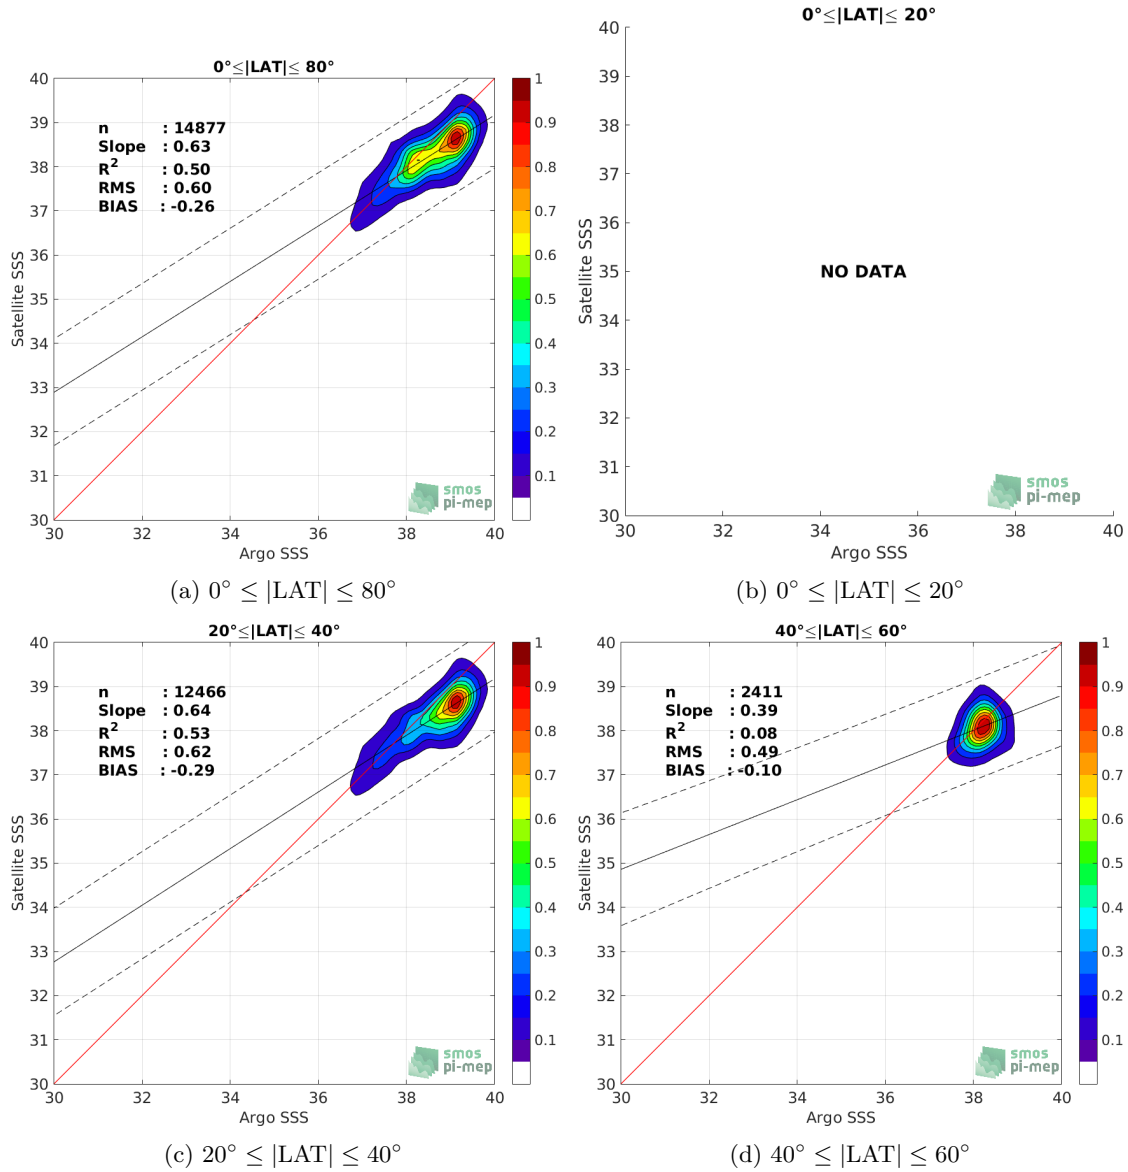 0°≤|LAT|≤ 80°
40
39
38
37
36
35
34
33
32
31
30
Satellite SSS
n : 14877
Slope : 0.63
R² : 0.50
RMS : 0.60
BIAS : -0.26
smos
pi-mep
30 32 34 36 38 40
Argo SSS
1
0.9
0.8
0.7
0.6
0.5
0.4
0.3
0.2
0.1
(a) 0° ≤ |LAT| ≤ 80°
0°≤|LAT|≤ 20°
40
39
38
37
36
35
34
33
32
31
30
Satellite SSS
NO DATA
smos
pi-mep
30 32 34 36 38 40
Argo SSS
(b) 0° ≤ |LAT| ≤ 20°
20°≤|LAT|≤ 40°
40
39
38
37
36
35
34
33
32
31
30
Satellite SSS
n : 12466
Slope : 0.64
R² : 0.53
RMS : 0.62
BIAS : -0.29
smos
pi-mep
30 32 34 36 38 40
Argo SSS
1
0.9
0.8
0.7
0.6
0.5
0.4
0.3
0.2
0.1
(c) 20° ≤ |LAT| ≤ 40°
40°≤|LAT|≤ 60°
40
39
38
37
36
35
34
33
32
31
30
Satellite SSS
n : 2411
Slope : 0.39
R² : 0.08
RMS : 0.49
BIAS : -0.10
smos
pi-mep
30 32 34 36 38 40
Argo SSS
1
0.9
0.8
0.7
0.6
0.5
0.4
0.3
0.2
0.1
(d) 40° ≤ |LAT| ≤ 60°